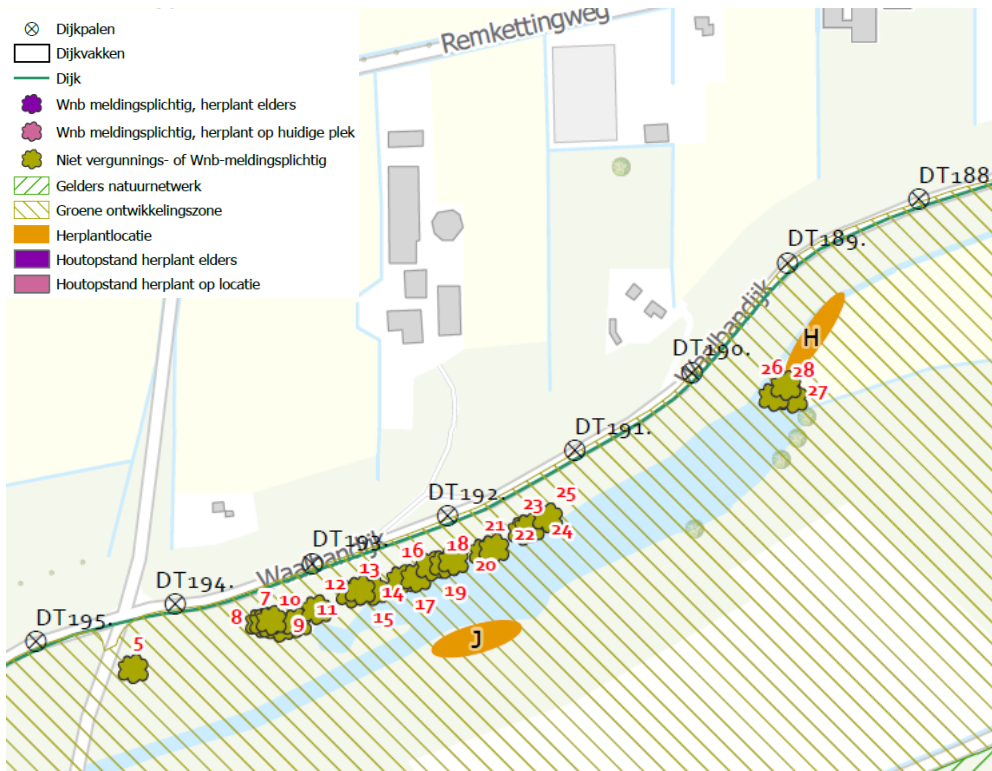 Dijkpalen
Dijkvakken
Dijk
Wnb meldingsplichtig, herplant elders
Wnb meldingsplichtig, herplant op huidige plek
Niet vergunnings- of Wnb-meldingsplichtig
Gelders natuurnetwerk
Groene ontwikkelingszone
Herplantlocatie
Houtopstand herplant elders
Houtopstand herplant op locatie
Remkettingweg
DT188.
DT189.
Waalbandijk
H
DT190.
26
28
27
DT191.
DT192.
25
23
24
22
21
20
18
19
16
17
DT193.
Waalbandijk
13
12
14
15
DT194.
7
10
8
9
11
DT195.
5
J